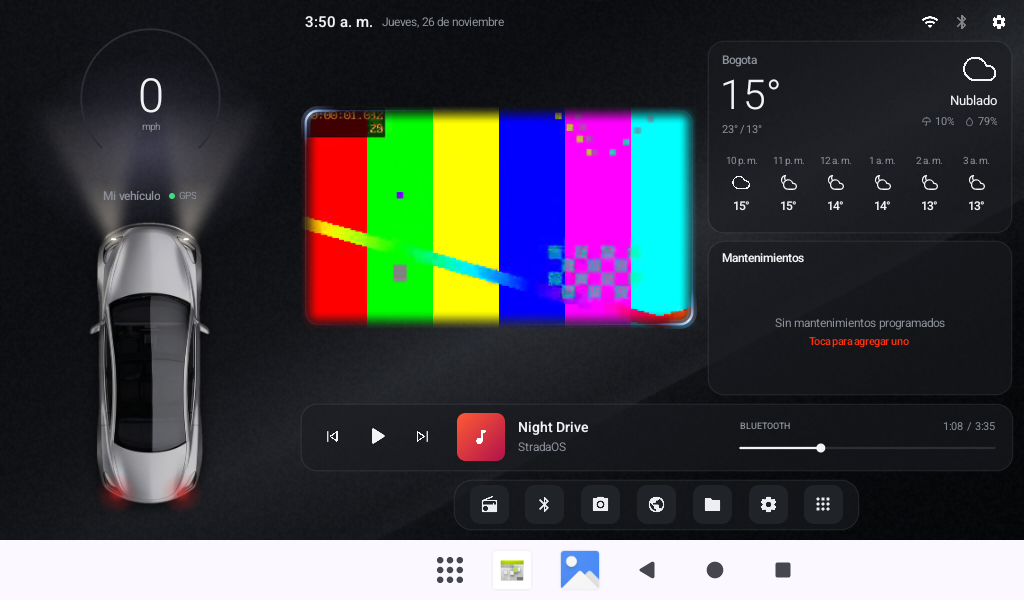 3:50 a. m. Jueves, 26 de noviembre
0
mph
Mi vehículo GPS
Bogota
15°
Nublado
23° / 13°
10% 79%
10 p. m. 11 p. m. 12 a. m. 1 a. m. 2 a. m. 3 a. m.
15° 15° 14° 14° 13° 13°
Mantenimientos
Sin mantenimientos programados
Toca para agregar uno
Night Drive
StradaOS
BLUETOOTH 1:08 / 3:35